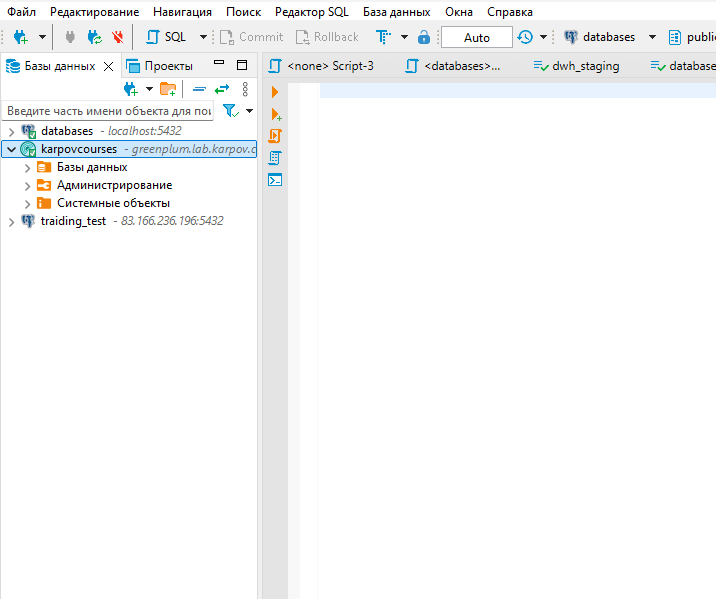 Файл Редактирование Навигация Поиск Редактор SQL База данных Окна Справка
SQL Commit Rollback Auto databases public
Базы данных Проекты <none> Script-3 <databases>... dwh_staging database
Введите часть имени объекта для
databases - localhost:5432
karpovcourses - greenplum.lab.karpov.c
Базы данных
Администрирование
Системные объекты
traiding_test - 83.166.236.196:5432